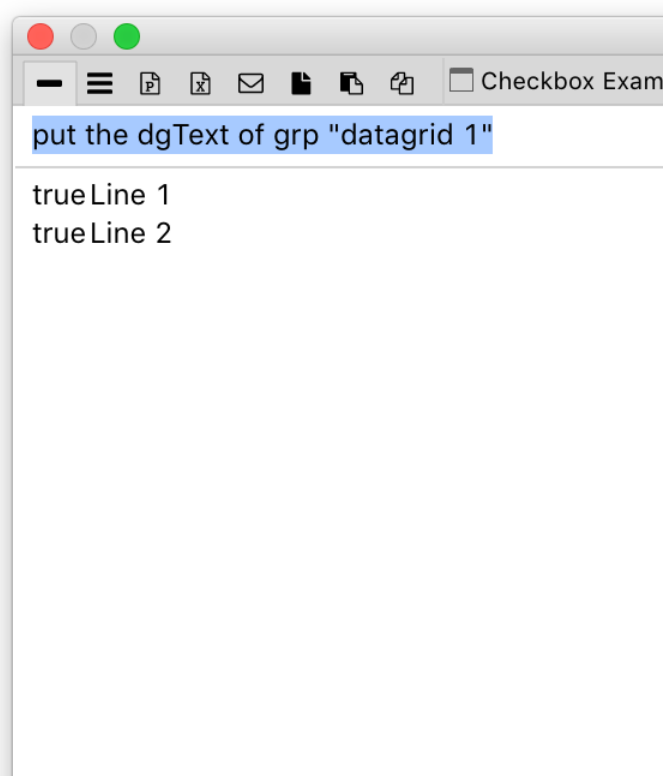 Checkbox Exam
put the dgText of grp "datagrid 1"
true Line 1
true Line 2